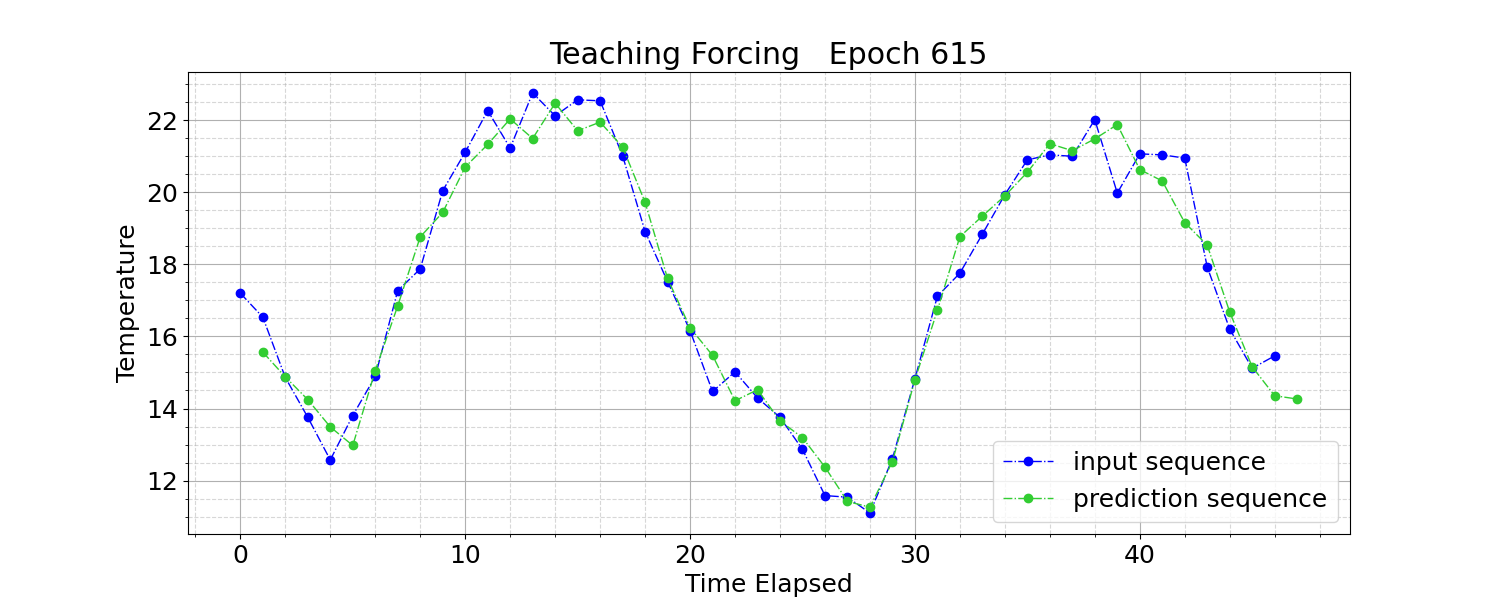 Teaching Forcing   Epoch 615
Temperature
22
20
18
16
14
12
0 10 20 30 40
Time Elapsed
input sequence
prediction sequence